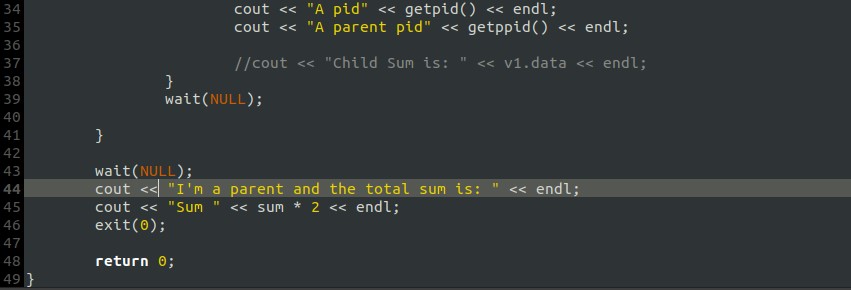 34 cout << "A pid" << getpid() << endl;
35 cout << "A parent pid" << getppid() << endl;
36
37 //cout << "Child Sum is: " << v1.data << endl;
38 }
39 wait(NULL);
40
41 }
42
43 wait(NULL);
44 cout << "I'm a parent and the total sum is: " << endl;
45 cout << "Sum " << sum * 2 << endl;
46 exit(0);
47
48 return 0;
49 }